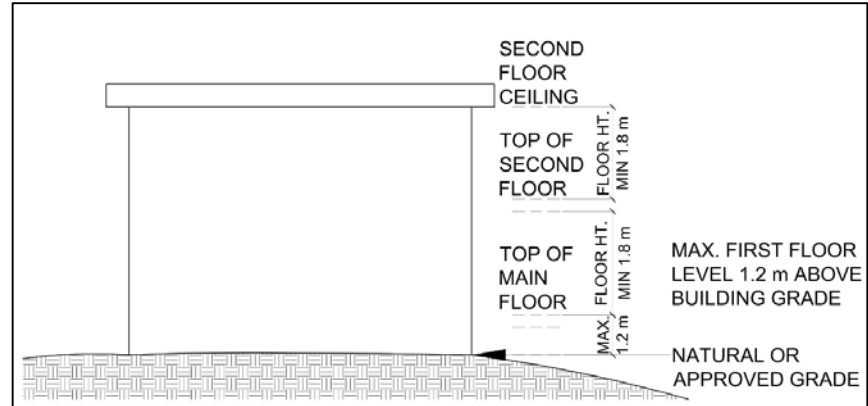 SECOND
FLOOR
CEILING
FLOOR HT.
MIN 1.8 m
TOP OF
SECOND
FLOOR
FLOOR HT.
MIN 1.8 m
TOP OF
MAIN
FLOOR
MAX. FIRST FLOOR
LEVEL 1.2 m ABOVE
BUILDING GRADE
MAX.
1.2 m
NATURAL OR
APPROVED GRADE